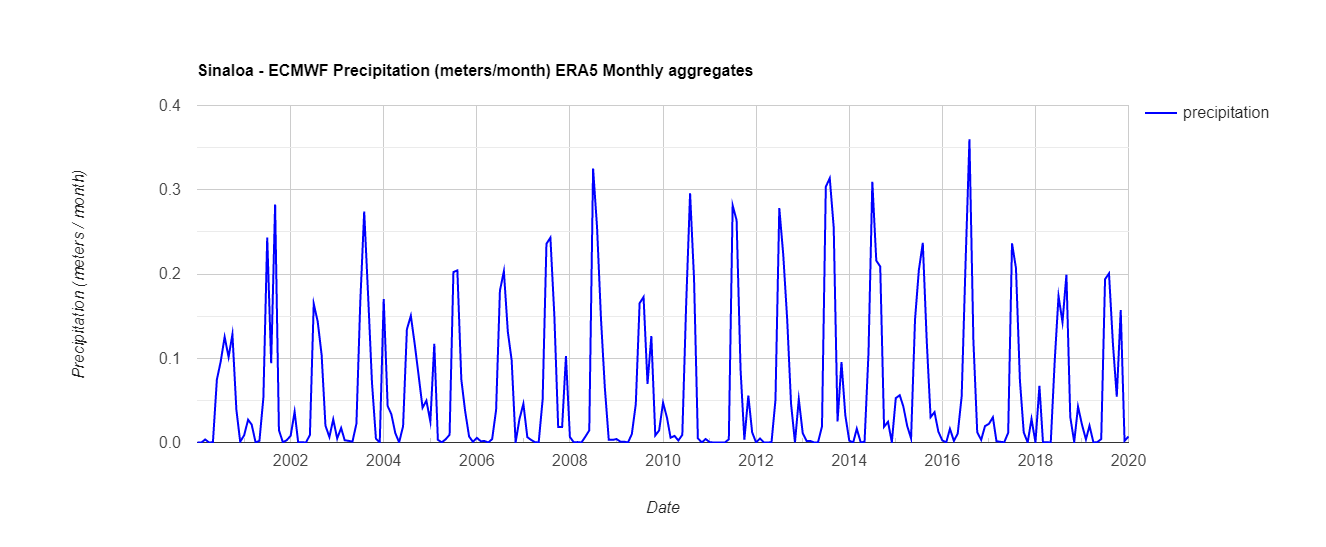 Sinaloa - ECMWF Precipitation (meters/month) ERA5 Monthly aggregates
0.4
precipitation
0.3
0.2
0.1
0.0
Precipitation (meters / month)
2002 2004 2006 2008 2010 2012 2014 2016 2018 2020
Date